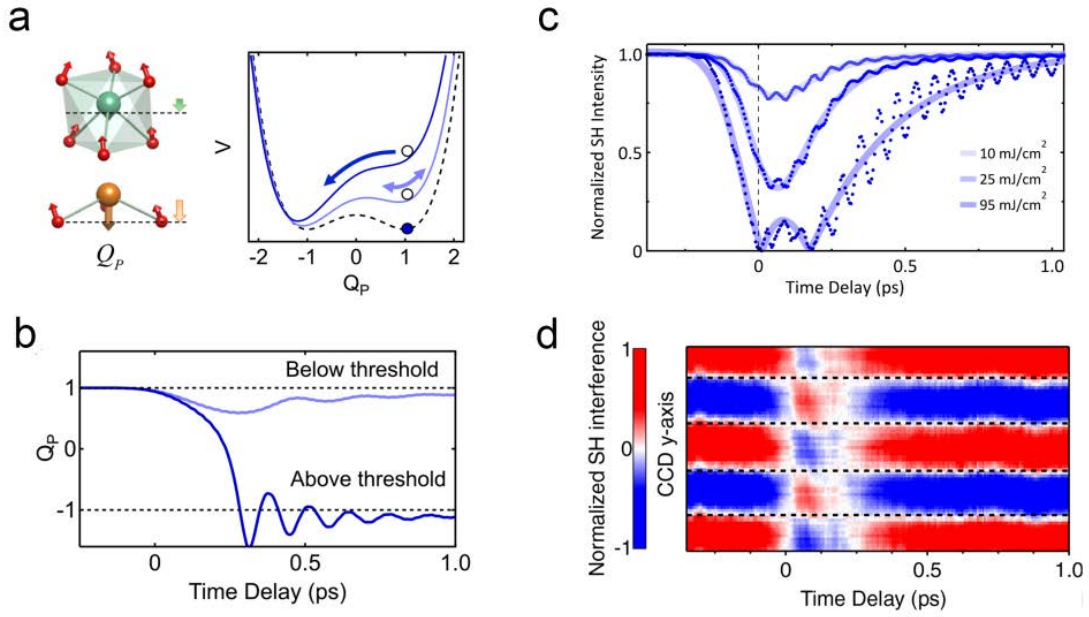 a
V
Q_P
-2 -1 0 1 2
Q_P
b
Q_P
1
0
-1
Below threshold
Above threshold
0 0.5 1.0
Time Delay (ps)
c
Normalized SH Intensity
1.0
0.5
0
10 mJ/cm²
25 mJ/cm²
95 mJ/cm²
0 0.5 1.0
Time Delay (ps)
d
Normalized SH interference
1
0
-1
CCD y-axis
0 0.5 1.0
Time Delay (ps)